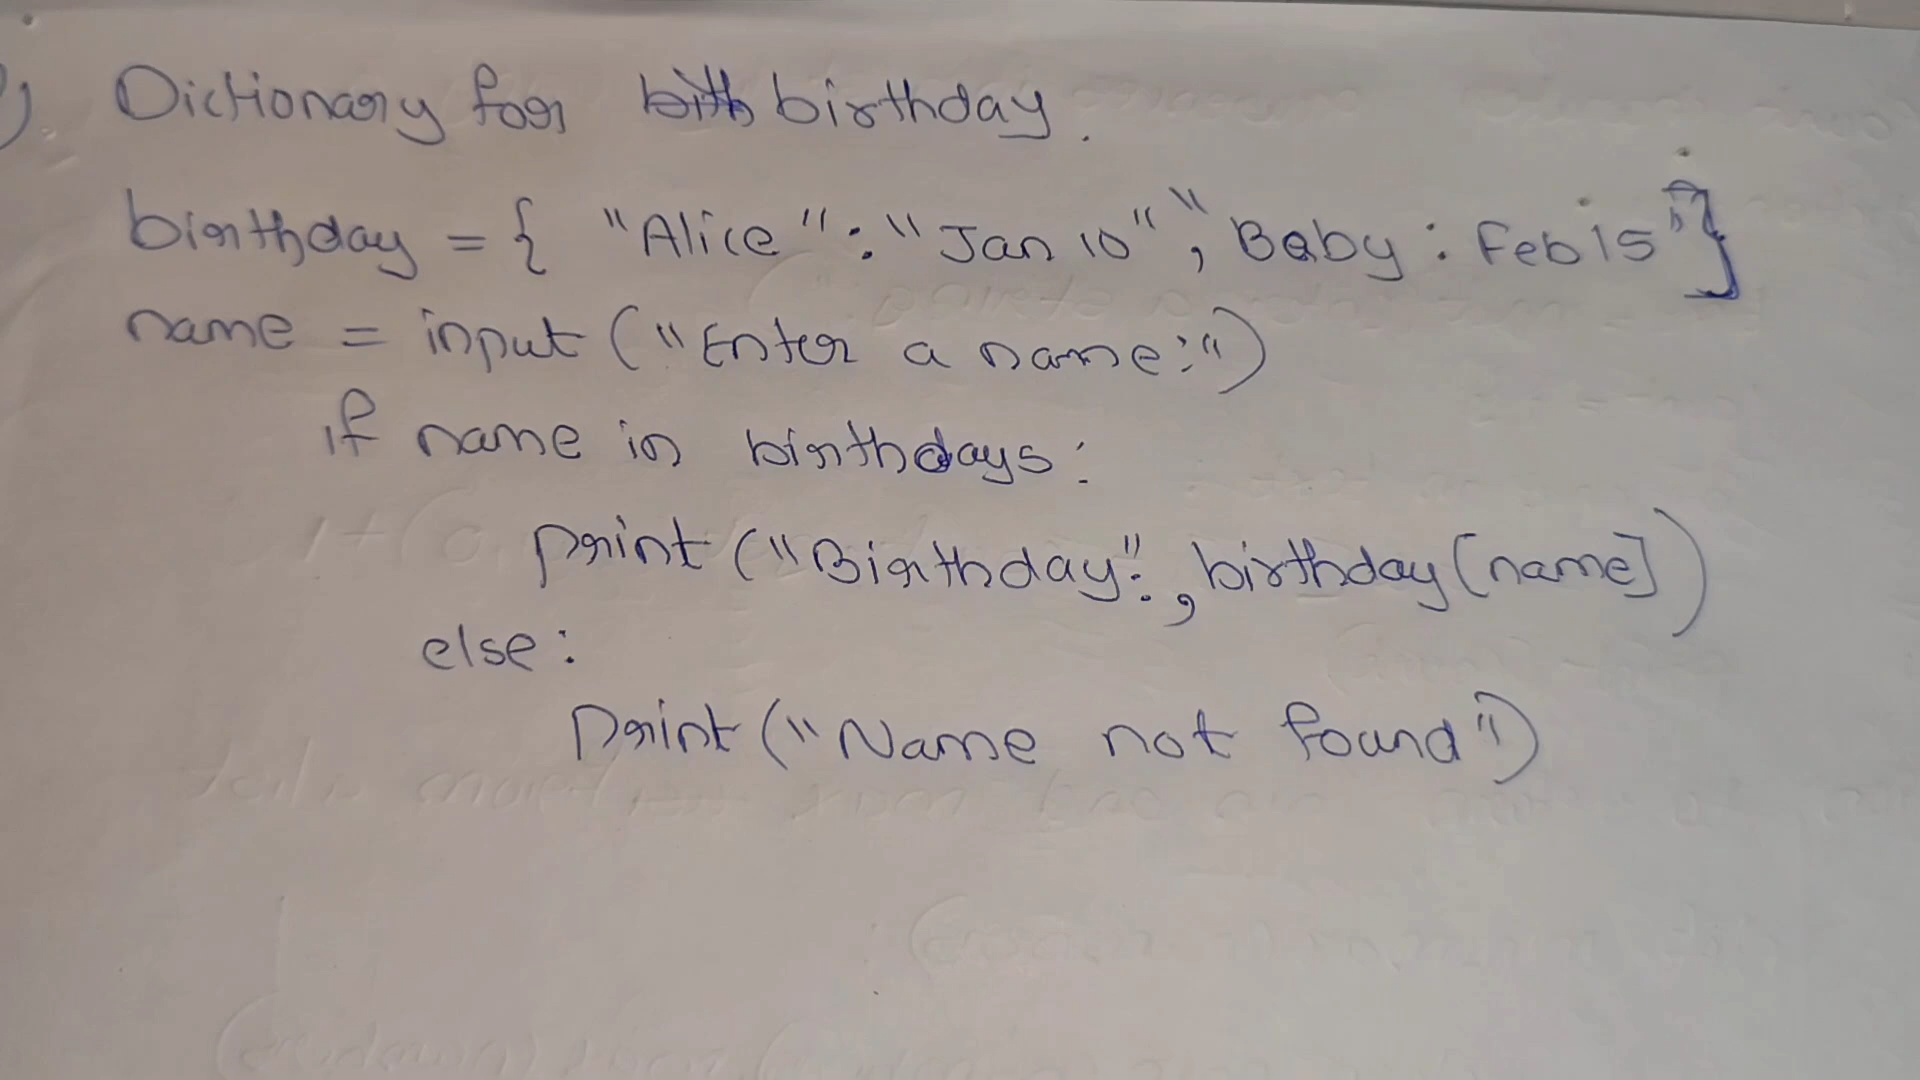 Dictionary for birthday.
birthday = { "Alice" : "Jan 10", "Baby : Feb 15"}
name = input ("Enter a name:")
if name in birthdays:
print ("Birthday":, birthday[name])
else:
print ("Name not found")